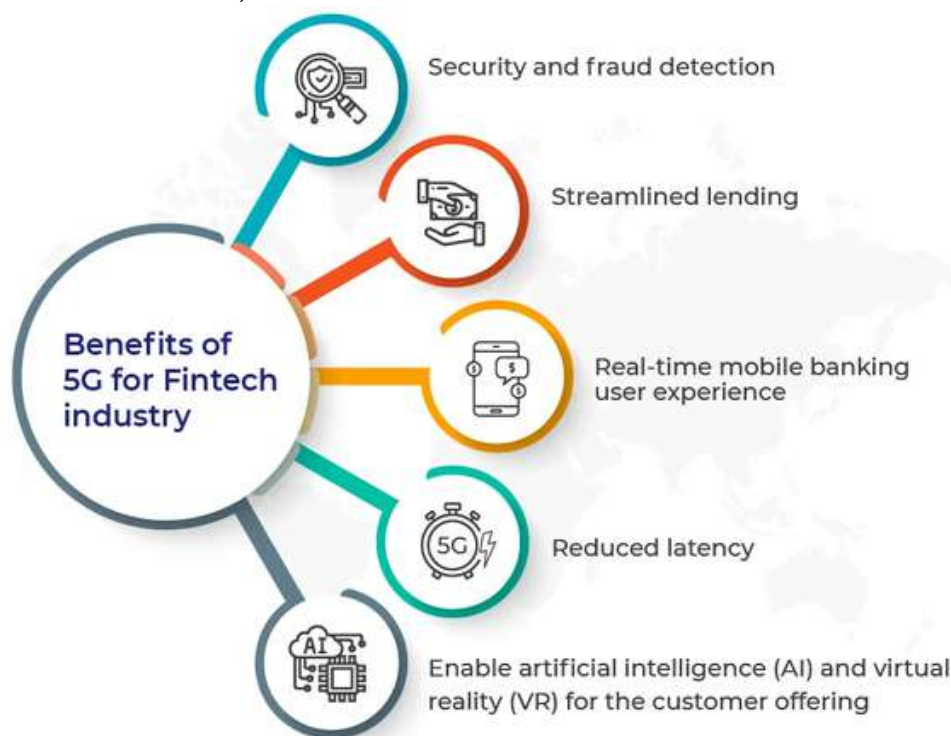 Security and fraud detection
Streamlined lending
Benefits of
5G for Fintech
industry
$
$
$
Real-time mobile banking
user experience
5G
Reduced latency
AI
Enable artificial intelligence (AI) and virtual
reality (VR) for the customer offering